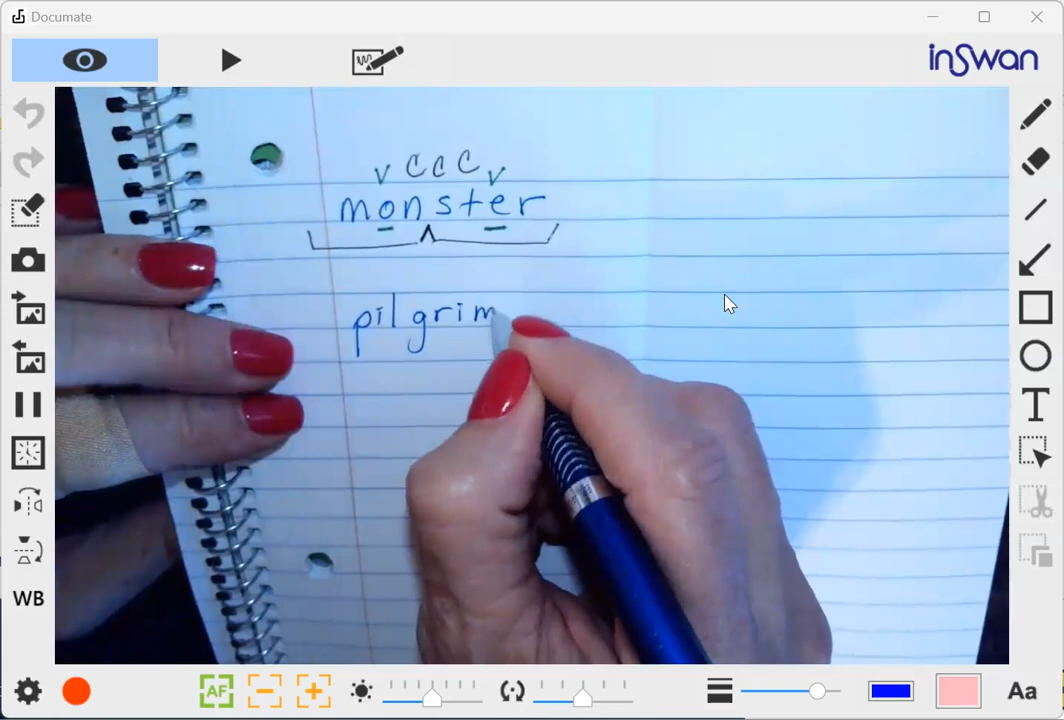 Documate
inSwan
V C C C V
monster
pilgrim
WB
AF
T
Aa